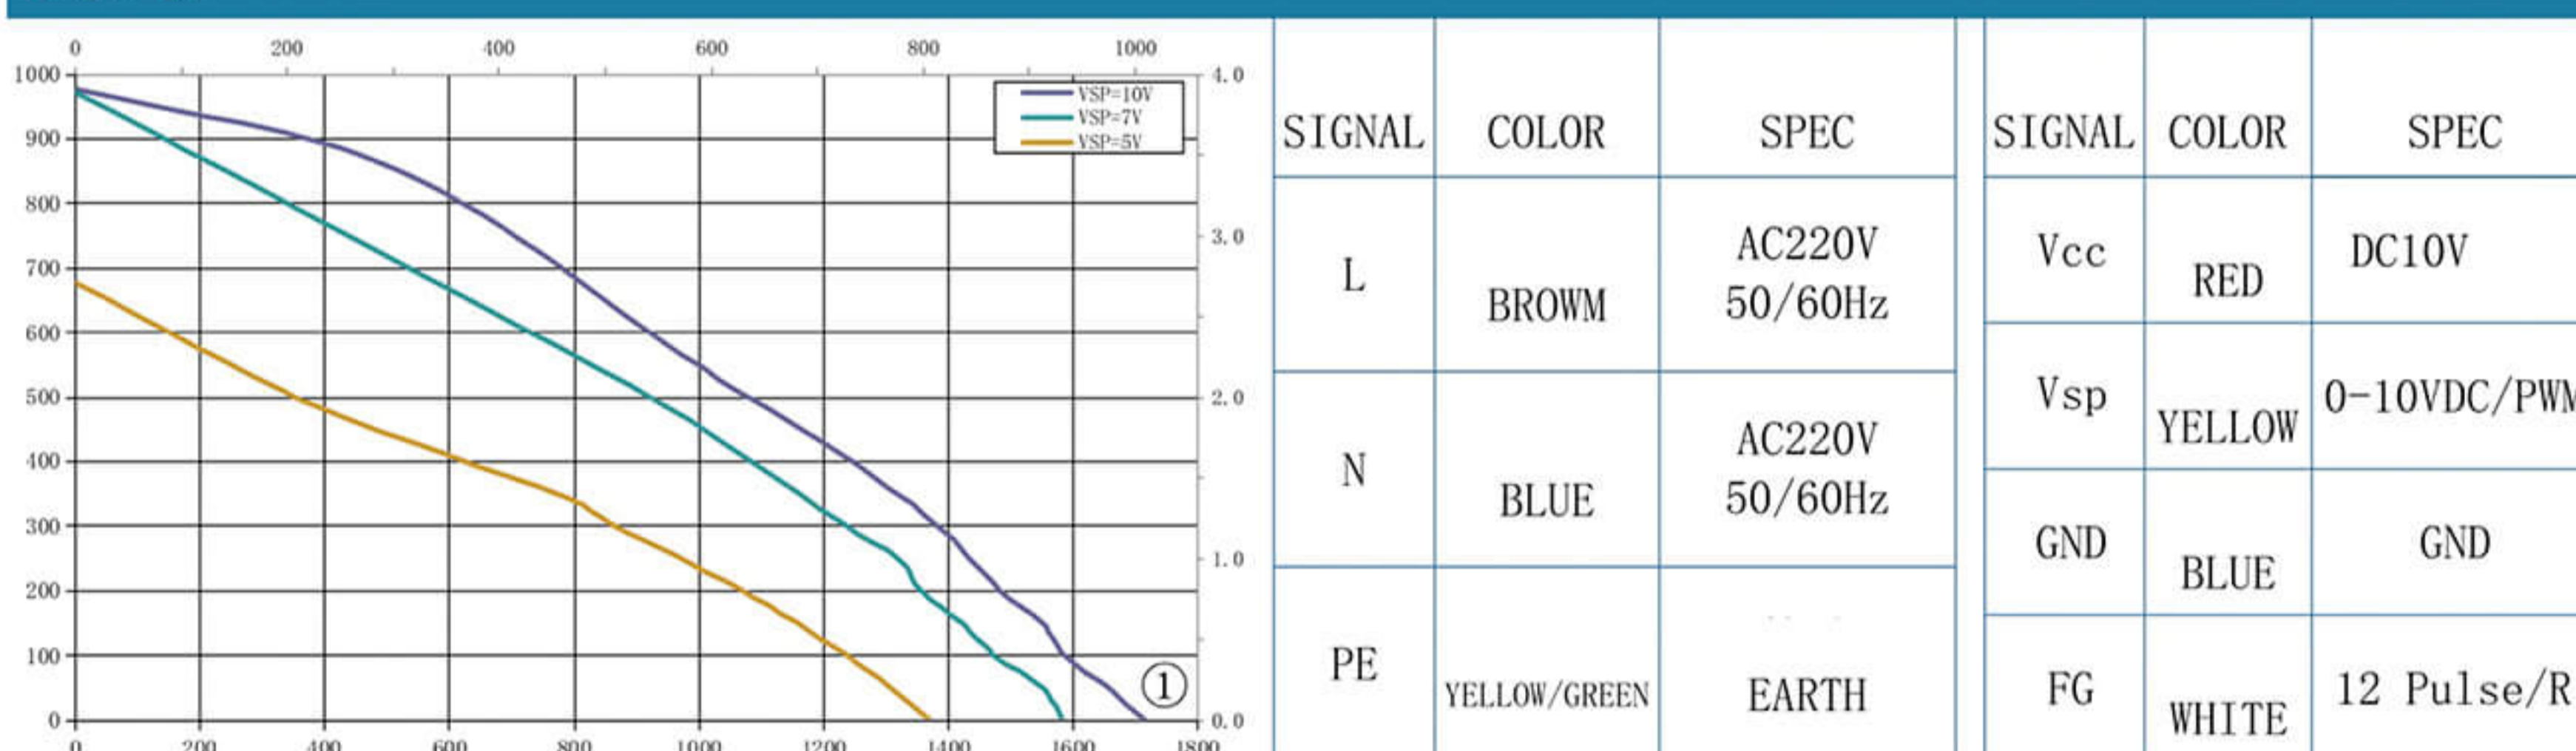 0 200 400 600 800 1000
1000
900
800
700
600
500
400
300
200
100
0
4.0
3.0
2.0
1.0
0.0
VSP=10V
VSP=7V
VSP=5V
①
0 200 400 600 800 1000 1200 1400 1600 1800
SIGNAL COLOR SPEC
L BROWM AC220V
50/60Hz
N BLUE AC220V
50/60Hz
PE YELLOW/GREEN EARTH
SIGNAL COLOR SPEC
Vcc RED DC10V
Vsp YELLOW 0-10VDC/PWM
GND BLUE GND
FG WHITE 12 Pulse/R